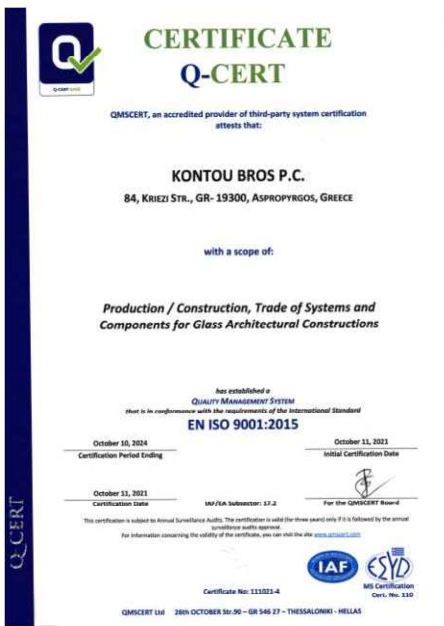 CERTIFICATE
Q-CERT
Q-CERT
QMSCERT, an accredited provider of third-party system certification
attests that:
KONTOU BROS P.C.
84, KRIEZI STR., GR- 19300, ASPROPYRGOS, GREECE
with a scope of:
Production / Construction, Trade of Systems and
Components for Glass Architectural Constructions
has established a
QUALITY MANAGEMENT SYSTEM
that is in conformance with the requirements of the International Standard
EN ISO 9001:2015
October 10, 2024
Certification Period Ending
October 11, 2021
Initial Certification Date
October 11, 2021
Certification Date
IAF/EA Subsector: 17.2
For the QMSCERT Board
This certification is subject to Annual Surveillance Audits. The certification is valid (for three years) only if it is followed by the annual
surveillance audits approval.
For information concerning the validity of the certificate, you can visit the site www.qmscert.com
Q-CERT
IAF
ESYD
MS Certification
Cert. No. 110
Certificate No: 111021-4
QMSCERT Ltd 26th OCTOBER Str.90 – GR 546 27 – THESSALONIKI - HELLAS